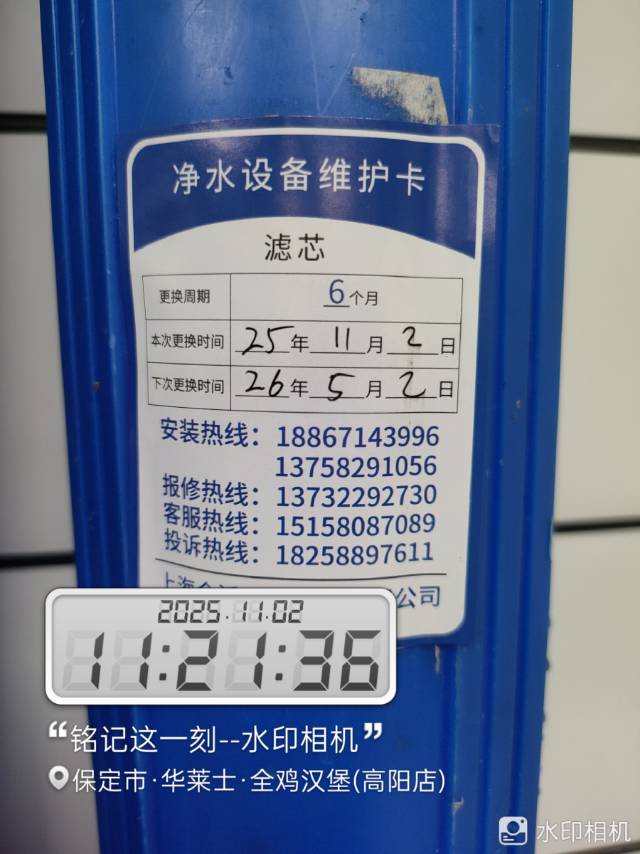 净水设备维护卡
滤芯
更换周期 6个月
本次更换时间 25年11月2日
下次更换时间 26年5月2日
安装热线：18867143996
13758291056
报修热线：13732292730
客服热线：15158087089
投诉热线：18258897611
上海 公司
2025.11.02
11:21:36
“铭记这一刻--水印相机”
保定市·华莱士·全鸡汉堡(高阳店)
水印相机